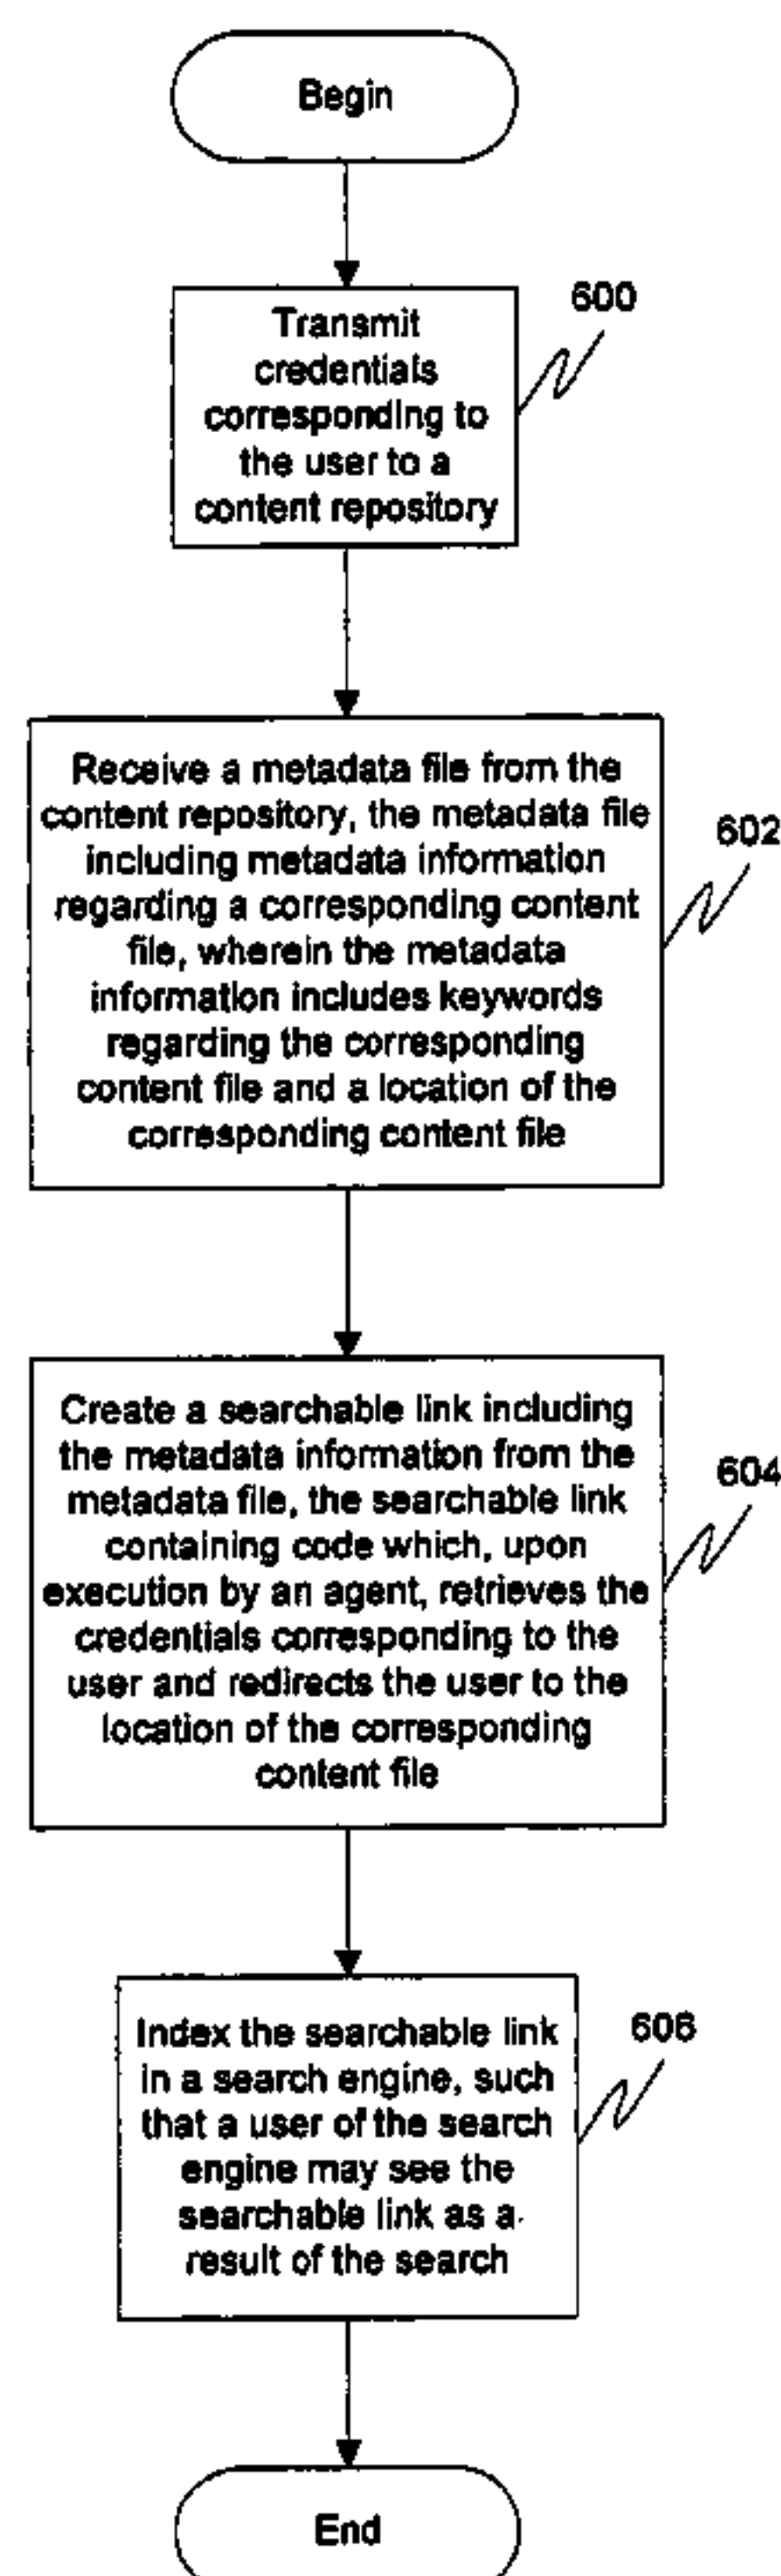 Begin
600
Transmit
credentials
corresponding to
the user to a
content repository
Receive a metadata file from the
content repository, the metadata file
602
including metadata information
regarding a corresponding content
file, wherein the metadata
information includes keywords
regarding the corresponding
content file and a location of the
corresponding content file
Create a searchable link including
the metadata information from the
604
metadata file, the searchable link
containing code which, upon
execution by an agent, retrieves the
credentials corresponding to the
user and redirects the user to the
location of the corresponding
content file
Index the searchable link
606
in a search engine, such
that a user of the search
engine may see the
searchable link as a
result of the search
End